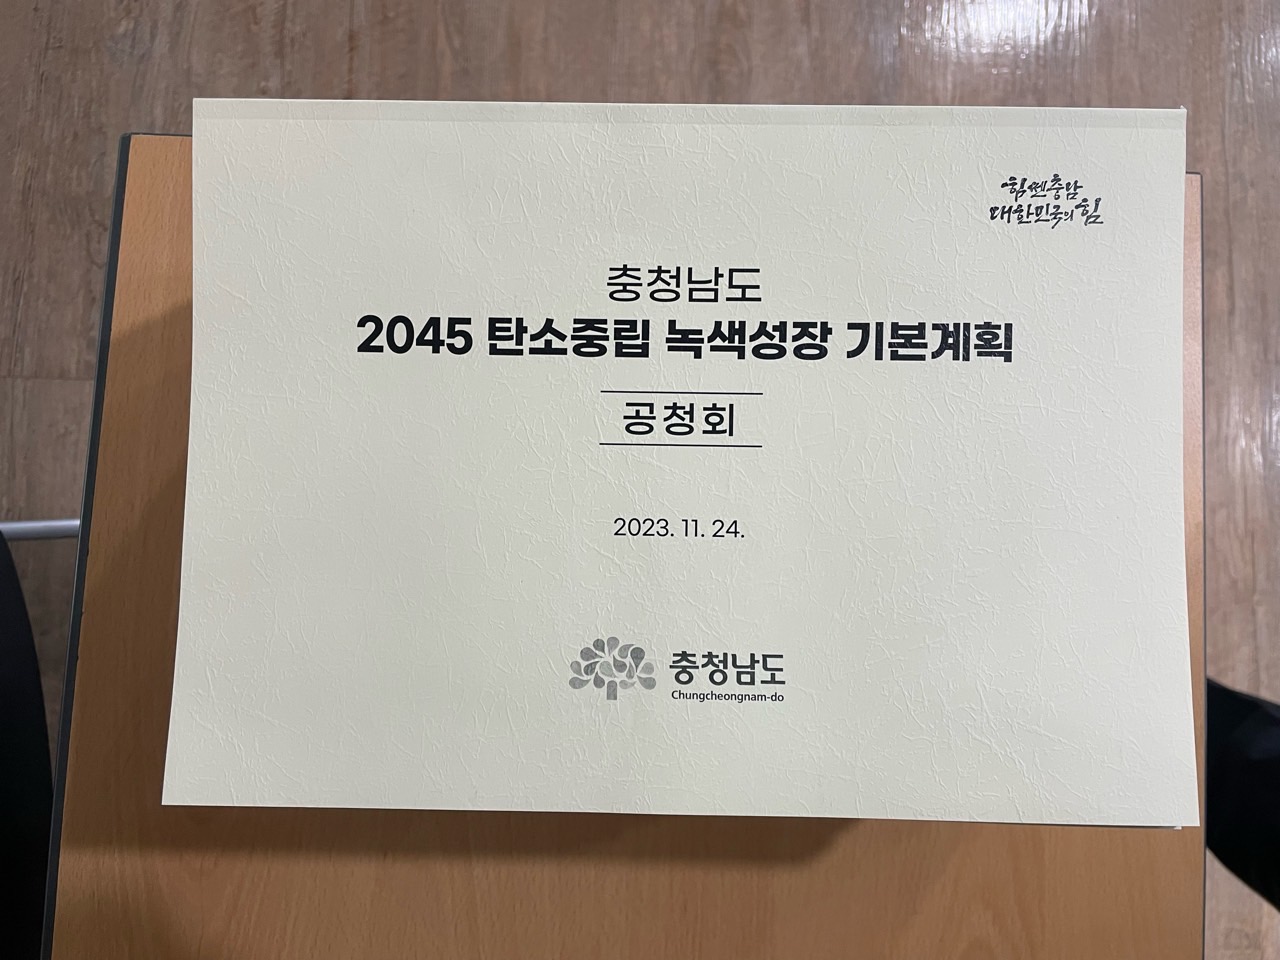 힘쎈충남
대한민국의 힘
충청남도
2045 탄소중립 녹색성장 기본계획
공청회
2023. 11. 24.
충청남도
Chungcheongnam-do